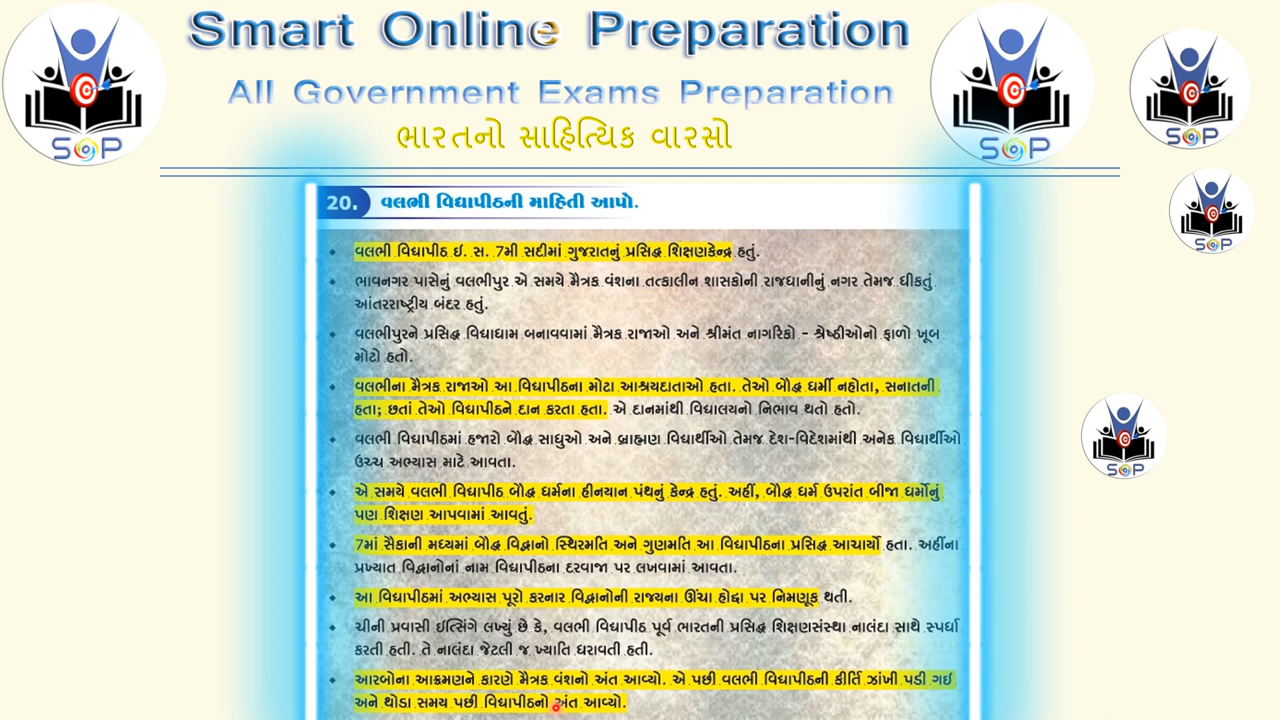 Smart Online Preparation
All Government Exams Preparation
ભારતનો સાહિત્યિક વારસો
SOP
SOP
SOP
SOP
SOP
20. વલભી વિદ્યાપીઠની માહિતી આપો.
• વલભી વિદ્યાપીઠ ઈ. સ. 7મી સદીમાં ગુજરાતનું પ્રસિદ્ધ શિક્ષણકેન્દ્ર હતું.
• ભાવનગર પાસેનું વલભીપુર એ સમયે મૈત્રક વંશના તત્કાલીન શાસકોની રાજધાનીનું નગર તેમજ ધીકતું
આંતરરાષ્ટ્રીય બંદર હતું.
• વલભીપુરને પ્રસિદ્ધ વિદ્યાધામ બનાવવામાં મૈત્રક રાજાઓ અને શ્રીમંત નાગરિકો - શ્રેષ્ઠીઓનો ફાળો ખૂબ
મોટો હતો.
• વલભીના મૈત્રક રાજાઓ આ વિદ્યાપીઠના મોટા આશ્રયદાતાઓ હતા. તેઓ બૌદ્ધ ધર્મી નહોતા, સનાતની
હતા; છતાં તેઓ વિદ્યાપીઠને દાન કરતા હતા. એ દાનમાંથી વિદ્યાલયનો નિભાવ થતો હતો.
• વલભી વિદ્યાપીઠમાં હજારો બૌદ્ધ સાધુઓ અને બ્રાહ્મણ વિદ્યાર્થીઓ તેમજ દેશ-વિદેશમાંથી અનેક વિદ્યાર્થીઓ
ઉચ્ચ અભ્યાસ માટે આવતા.
• એ સમયે વલભી વિદ્યાપીઠ બૌદ્ધ ધર્મના હીનયાન પંથનું કેન્દ્ર હતું. અહીં, બૌદ્ધ ધર્મ ઉપરાંત બીજા ધર્મોનું
પણ શિક્ષણ આપવામાં આવતું.
• 7માં સૈકાની મધ્યમાં બૌદ્ધ વિદ્વાનો સ્થિરમતિ અને ગુણમતિ આ વિદ્યાપીઠના પ્રસિદ્ધ આચાર્યો હતા. અહીંના
પ્રખ્યાત વિદ્વાનોનાં નામ વિદ્યાપીઠના દરવાજા પર લખવામાં આવતા.
• આ વિદ્યાપીઠમાં અભ્યાસ પૂરો કરનાર વિદ્વાનોની રાજ્યના ઊંચા હોદ્દા પર નિમણૂક થતી.
• ચીની પ્રવાસી ઈત્સિંગે લખ્યું છે કે, વલભી વિદ્યાપીઠ પૂર્વ ભારતની પ્રસિદ્ધ શિક્ષણસંસ્થા નાલંદા સાથે સ્પર્ધા
કરતી હતી. તે નાલંદા જેટલી જ ખ્યાતિ ધરાવતી હતી.
• આરબોના આક્રમણને કારણે મૈત્રક વંશનો અંત આવ્યો. એ પછી વલભી વિદ્યાપીઠની કીર્તિ ઝાંખી પડી ગઈ
અને થોડા સમય પછી વિદ્યાપીઠનો અંત આવ્યો.